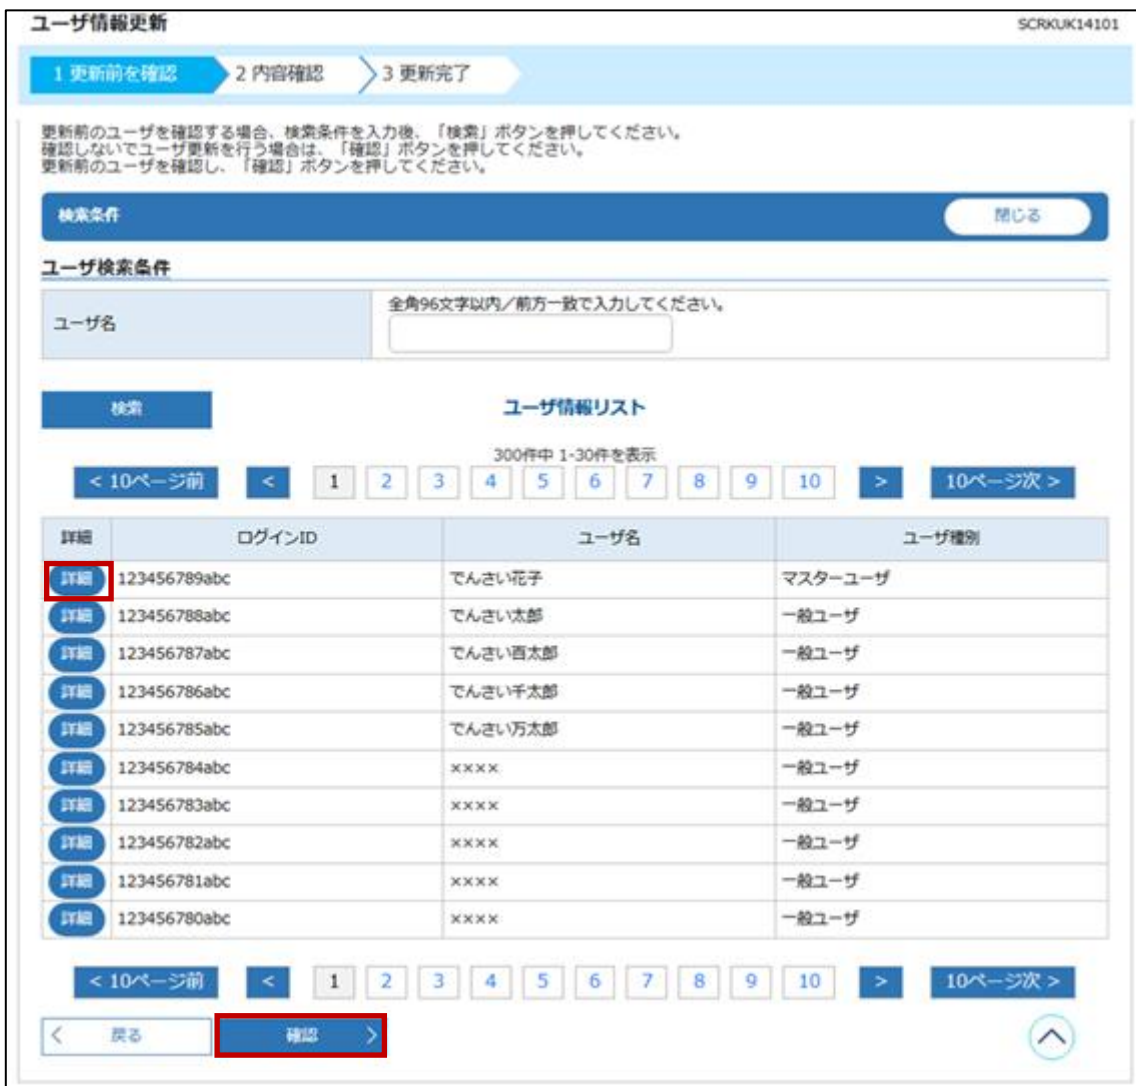 ユーザ情報更新 SCRKUK14101
1 更新前を確認 2 内容確認 3 更新完了
更新前のユーザを確認する場合、検索条件を入力後、「検索」ボタンを押してください。
確認しないでユーザ更新を行う場合は、「確認」ボタンを押してください。
更新前のユーザを確認し、「確認」ボタンを押してください。
検索条件 閉じる
ユーザ検索条件
全角96文字以内／前方一致で入力してください。
ユーザ名
検索 ユーザ情報リスト
300件中 1-30件を表示
< 10ページ前 < 1 2 3 4 5 6 7 8 9 10 > 10ページ次 >
詳細 ログインID ユーザ名 ユーザ種別
詳細 123456789abc でんさい花子 マスターユーザ
詳細 123456788abc でんさい太郎 一般ユーザ
詳細 123456787abc でんさい百太郎 一般ユーザ
詳細 123456786abc でんさい千太郎 一般ユーザ
詳細 123456785abc でんさい万太郎 一般ユーザ
詳細 123456784abc ×××× 一般ユーザ
詳細 123456783abc ×××× 一般ユーザ
詳細 123456782abc ×××× 一般ユーザ
詳細 123456781abc ×××× 一般ユーザ
詳細 123456780abc ×××× 一般ユーザ
< 10ページ前 < 1 2 3 4 5 6 7 8 9 10 > 10ページ次 >
戻る 確認